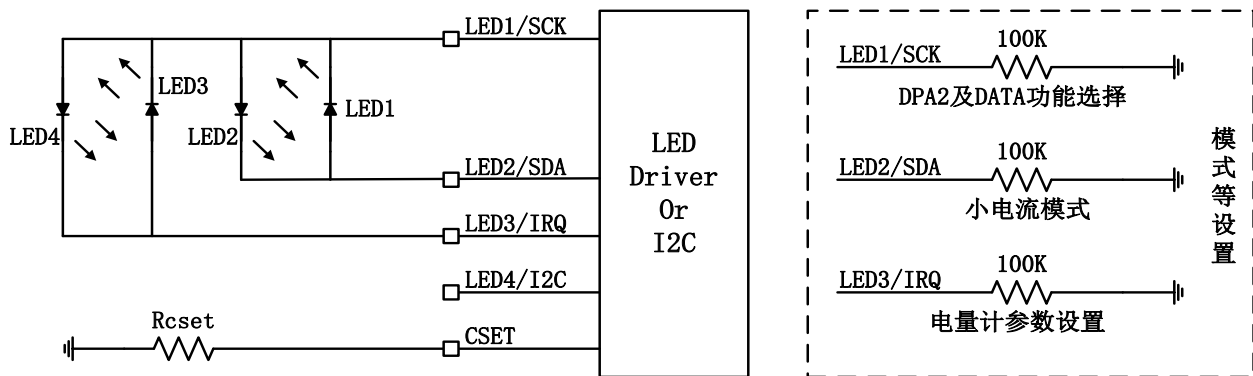 LED1/SCK
LED3
LED4
LED2
LED1
LED2/SDA
LED3/IRQ
LED4/I2C
Rcset
CSET
LED
Driver
Or
I2C
LED1/SCK
100K
DPA2及DATA功能选择
LED2/SDA
100K
小电流模式
LED3/IRQ
100K
电量计参数设置
模式等设置